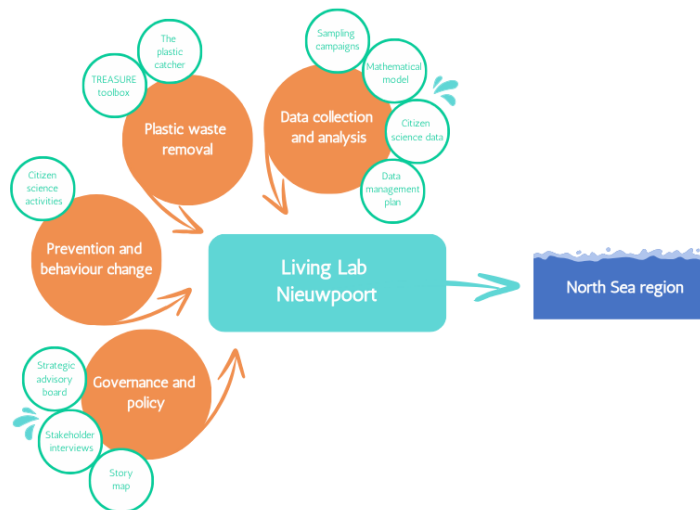 The
plastic
catcher
TREASURE
toolbox
Plastic waste
removal
Sampling
campaigns
Mathematical
model
Citizen
science data
Data
management
plan
Data collection
and analysis
Citizen
science
activities
Prevention and
behaviour change
Living Lab
Nieuwpoort
North Sea region
Governance and
policy
Strategic
advisory
board
Stakeholder
interviews
Story
map